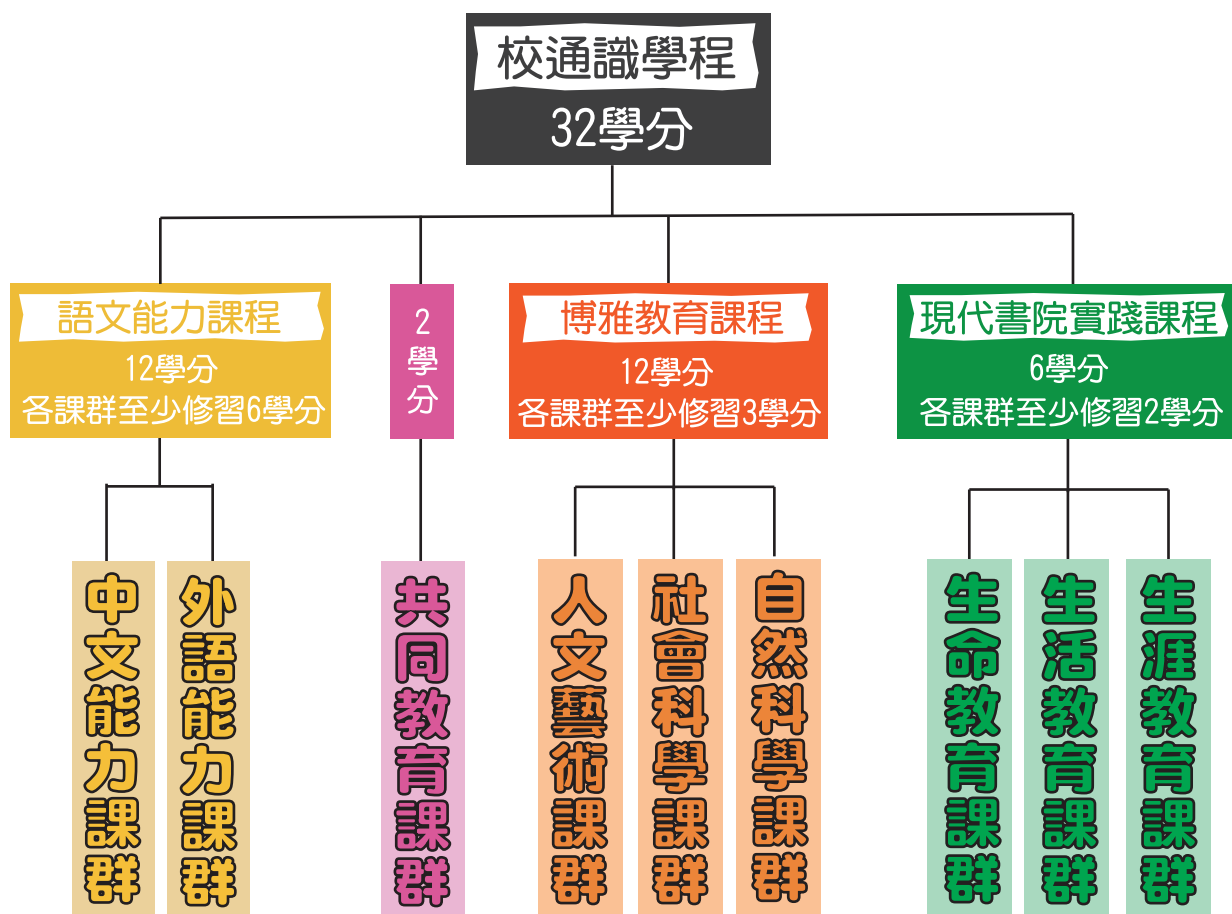 校通識學程
32學分
語文能力課程
12學分
各課群至少修習6學分
2學分
博雅教育課程
12學分
各課群至少修習3學分
現代書院實踐課程
6學分
各課群至少修習2學分
中文能力課群
外語能力課群
共同教育課群
人文藝術課群
社會科學課群
自然科學課群
生命教育課群
生活教育課群
生涯教育課群